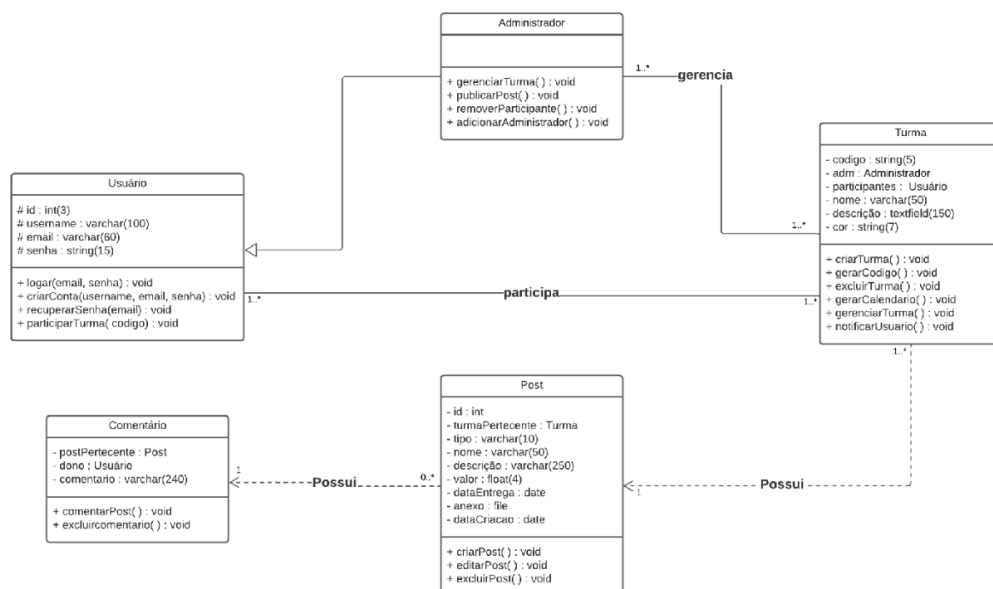 Administrador
+ gerenciarTurma( ) : void
+ publicarPost( ) : void
+ removerParticipante( ) : void
+ adicionarAdministrador( ) : void
1..*
gerencia
Turma
- codigo : string(5)
- adm : Administrador
- participantes : Usuário
- nome : varchar(50)
- descrição : textfield(150)
- cor : string(7)
+ criarTurma( ) : void
+ gerarCodigo( ) : void
+ excluirTurma( ) : void
+ gerarCalendario( ) : void
+ gerenciarTurma( ) : void
+ notificarUsuario( ) : void
1..*
1..*
1..*
Usuário
# id : int(3)
# username : varchar(100)
# email : varchar(60)
# senha : string(15)
+ logar(email, senha) : void
+ criarConta(username, email, senha) : void
+ recuperarSenha(email) : void
+ participarTurma( codigo) : void
1..*
participa
Post
- id : int
- turmaPertecente : Turma
- tipo : varchar(10)
- nome : varchar(50)
- descrição : varchar(250)
- valor : float(4)
- dataEntrega : date
- anexo : file
- dataCriacao : date
+ criarPost( ) : void
+ editarPost( ) : void
+ excluirPost( ) : void
1
Possui
Comentário
- postPertecente : Post
- dono : Usuário
- comentario : varchar(240)
+ comentarPost( ) : void
+ excluircomentario( ) : void
1
Possui
0..*